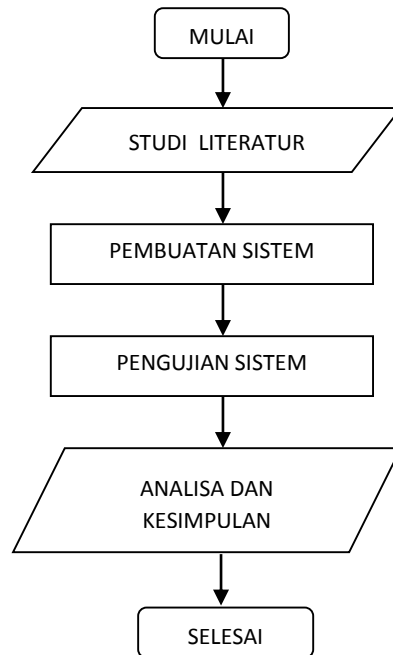 MULAI
STUDI LITERATUR
PEMBUATAN SISTEM
PENGUJIAN SISTEM
ANALISA DAN
KESIMPULAN
SELESAI